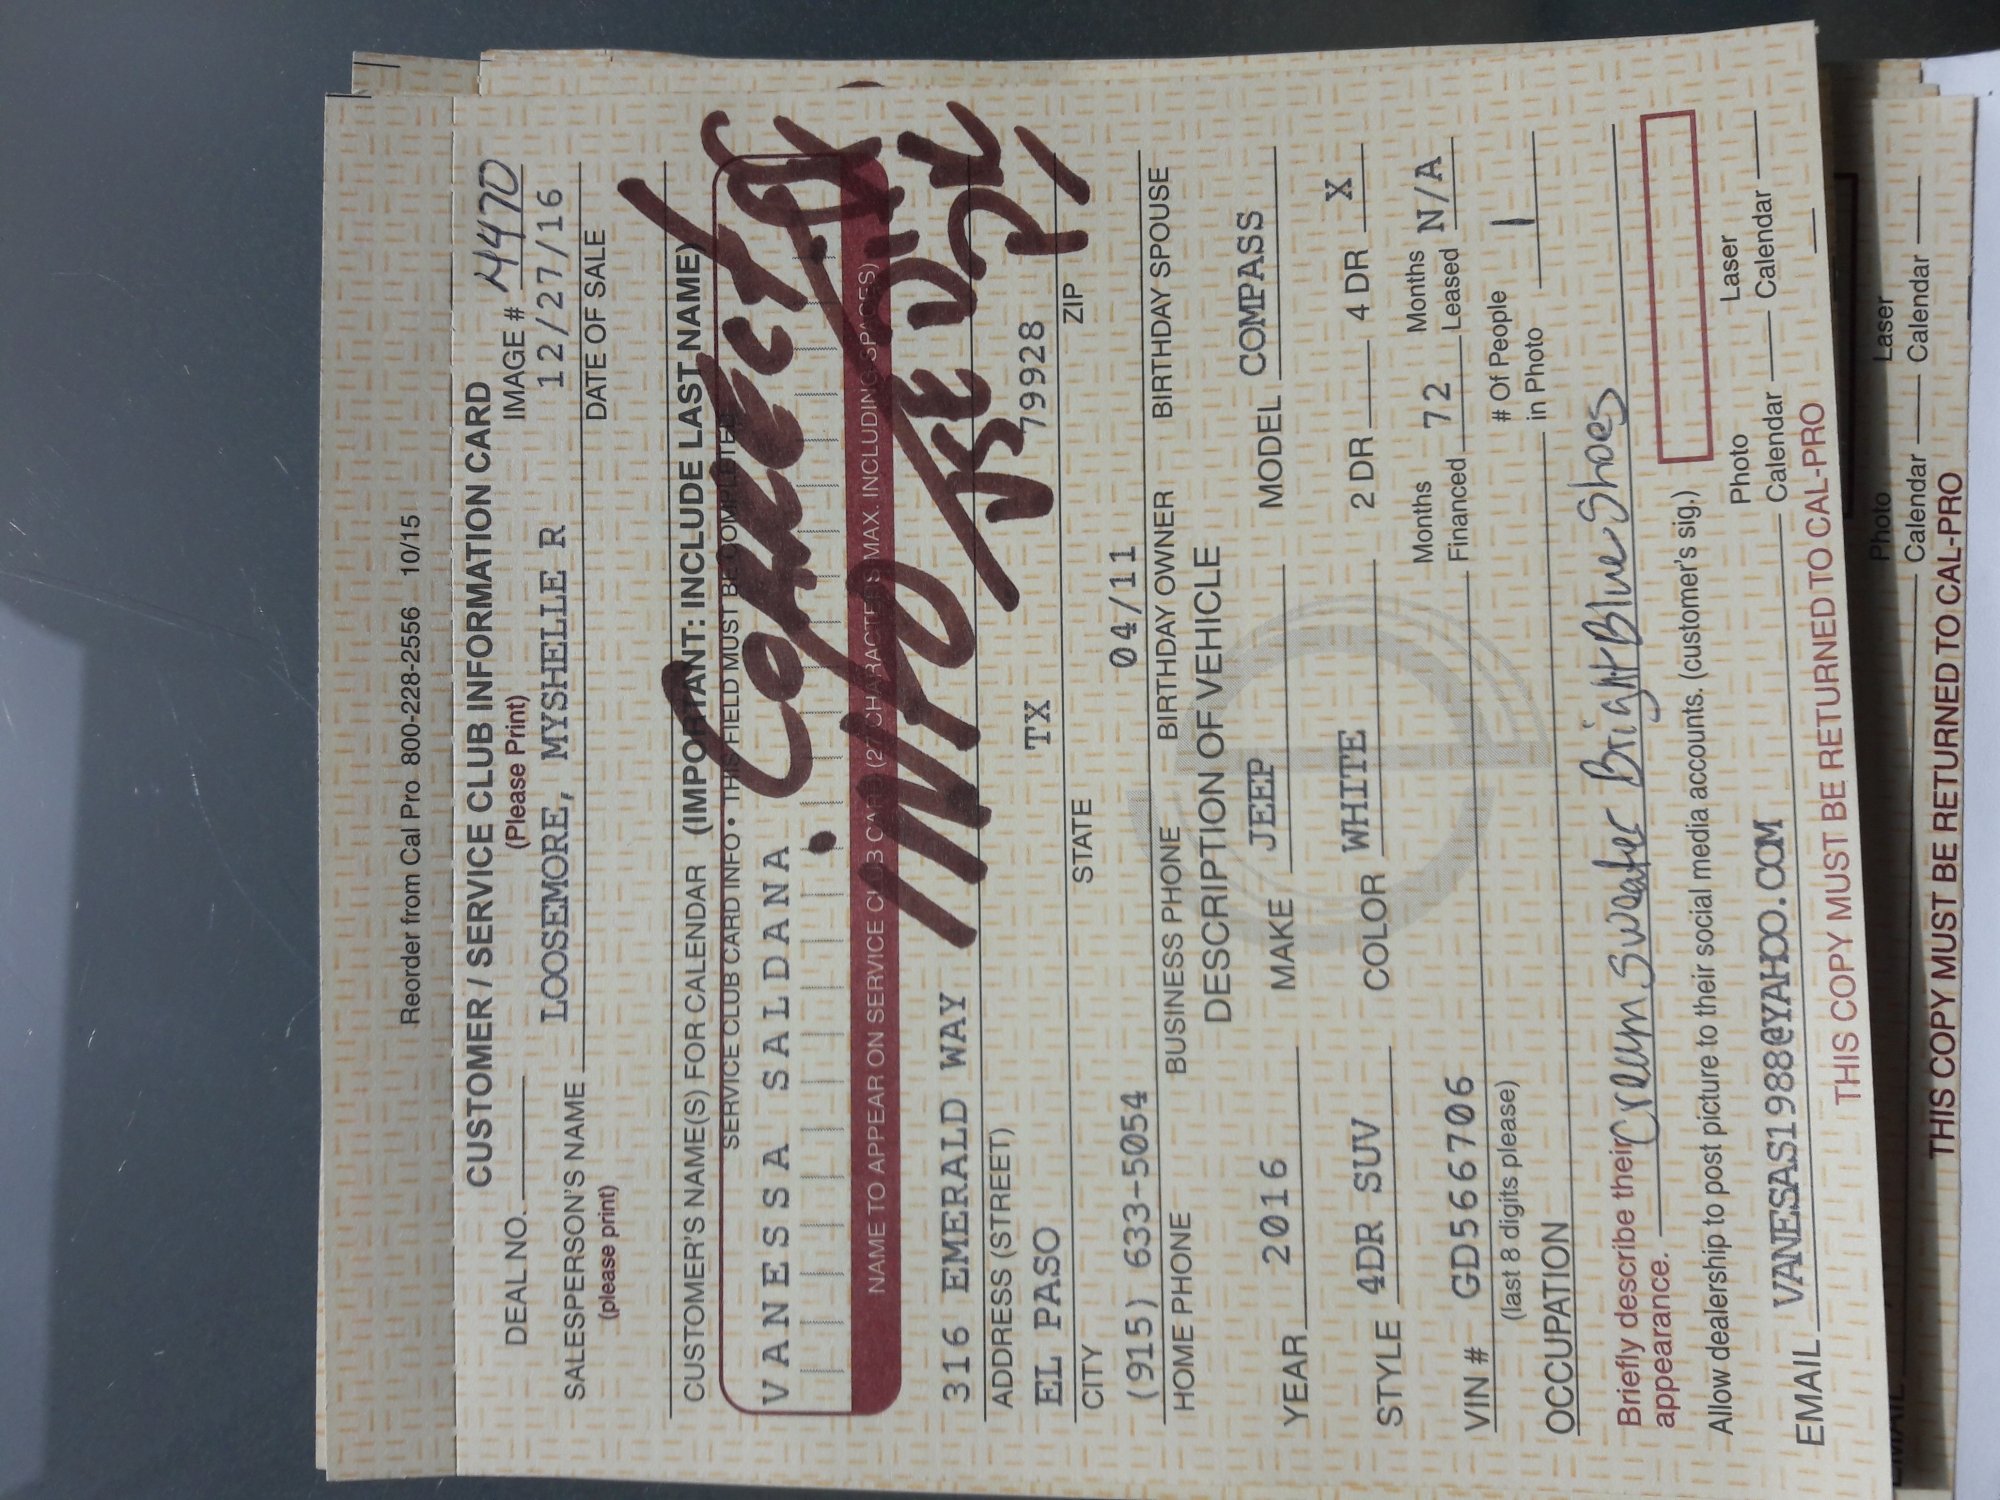 Reorder from Cal Pro 800-228-2556 10/15
CUSTOMER / SERVICE CLUB INFORMATION CARD
(Please Print)
DEAL NO. IMAGE # 4470
SALESPERSON'S NAME LOOSEMORE, MYSHELLE R 12/27/16
(please print) DATE OF SALE
CUSTOMER'S NAME(S) FOR CALENDAR (IMPORTANT: INCLUDE LAST NAME)
SERVICE CLUB CARD INFO • THIS FIELD MUST BE COMPLETED
VANESSA SALDANA
NAME TO APPEAR ON SERVICE CLUB CARD (27 CHARACTERS MAX. INCLUDING SPACES)
316 EMERALD WAY
ADDRESS (STREET)
EL PASO TX 79928
CITY STATE ZIP
(915) 633-5054 04/11
HOME PHONE BUSINESS PHONE BIRTHDAY OWNER BIRTHDAY SPOUSE
DESCRIPTION OF VEHICLE
YEAR 2016 MAKE JEEP MODEL COMPASS
STYLE 4DR SUV COLOR WHITE 2 DR 4 DR X
VIN # GD566706 Months Financed 72 Months Leased N/A
(last 8 digits please)
OCCUPATION # Of People in Photo 1
Briefly describe their appearance. Cream Sweater Bright Blue Shoes
Allow dealership to post picture to their social media accounts. (customer's sig.)
EMAIL VANESAS1988@YAHOO.COM Photo Calendar Laser Calendar
THIS COPY MUST BE RETURNED TO CAL-PRO
Photo Calendar Laser Calendar
THIS COPY MUST BE RETURNED TO CAL-PRO